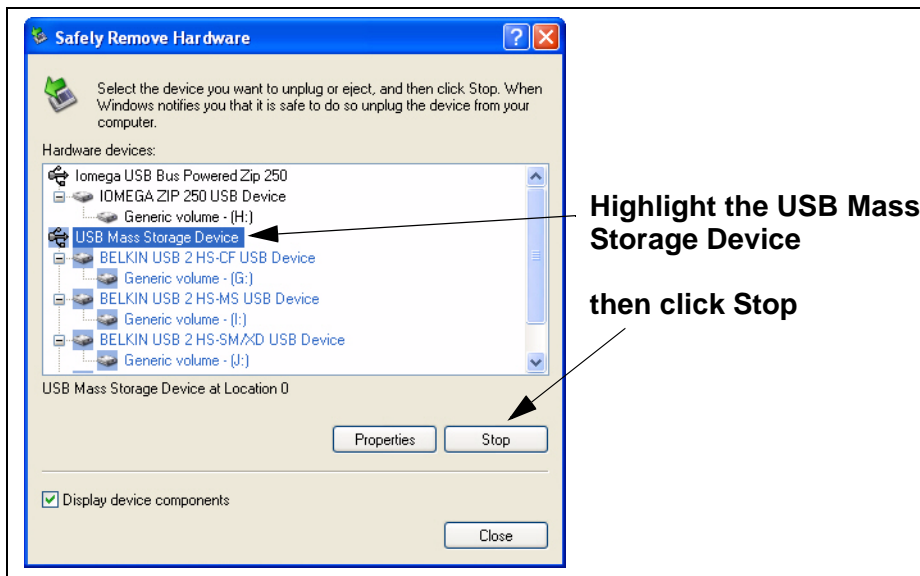 Safely Remove Hardware
Select the device you want to unplug or eject, and then click Stop. When
Windows notifies you that it is safe to do so unplug the device from your
computer.
Hardware devices:
Iomega USB Bus Powered Zip 250
IOMEGA ZIP 250 USB Device
Generic volume - (H:)
USB Mass Storage Device
BELKIN USB 2 HS-CF USB Device
Generic volume - (G:)
BELKIN USB 2 HS-MS USB Device
Generic volume - (I:)
BELKIN USB 2 HS-SM/XD USB Device
Generic volume - (J:)
USB Mass Storage Device at Location 0
Properties
Stop
Display device components
Close
Highlight the USB Mass
Storage Device
then click Stop